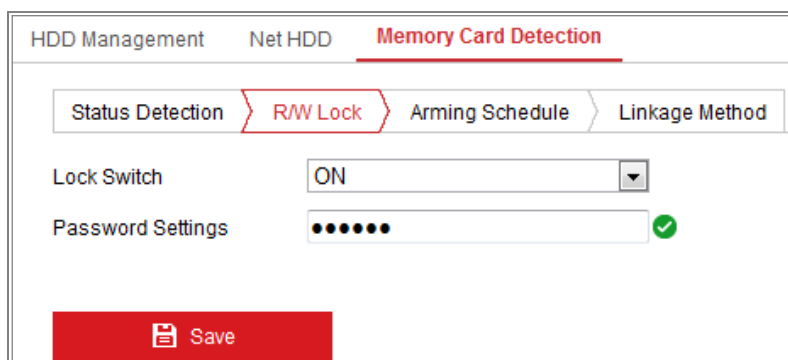 HDD Management Net HDD Memory Card Detection
Status Detection R/W Lock Arming Schedule Linkage Method
Lock Switch ON
Password Settings ••••••
Save